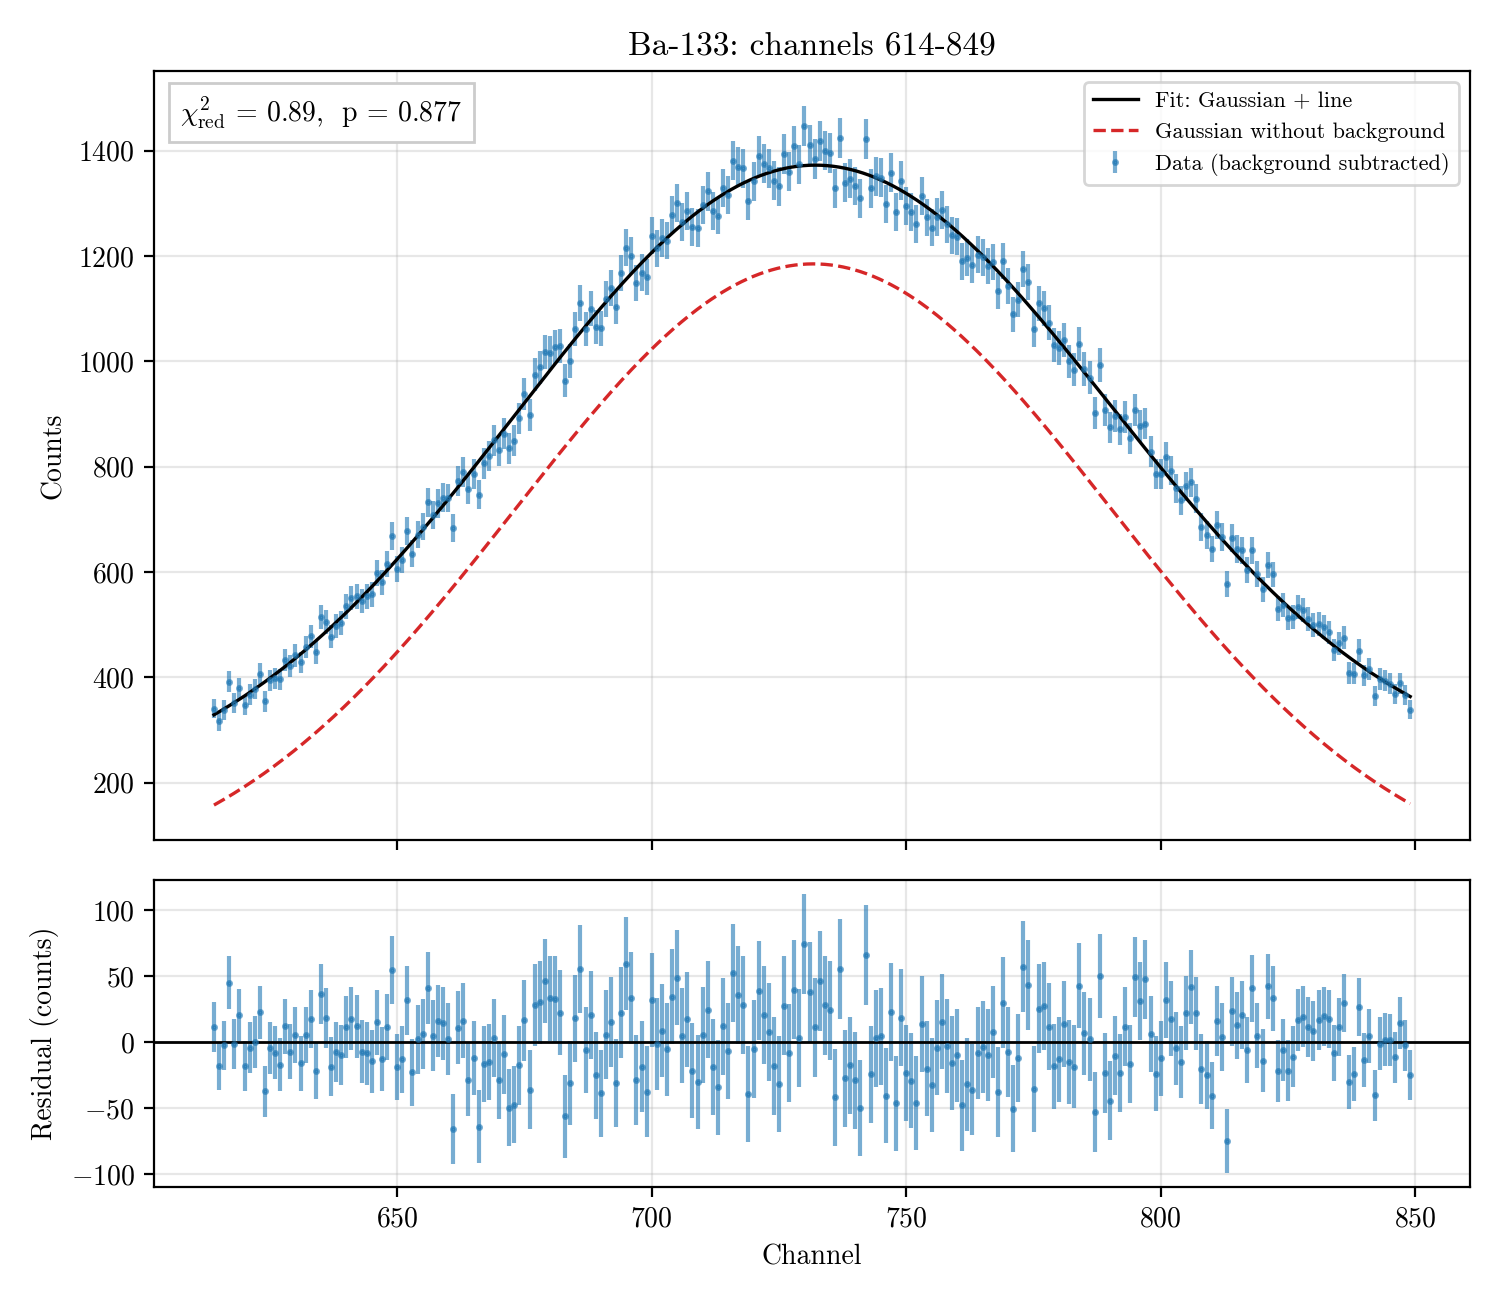 Ba-133: channels 614-849
χ²red = 0.89, p = 0.877
Fit: Gaussian + line
Gaussian without background
Data (background subtracted)
Counts
1400
1200
1000
800
600
400
200
Residual (counts)
100
50
0
−50
−100
650
700
750
800
850
Channel